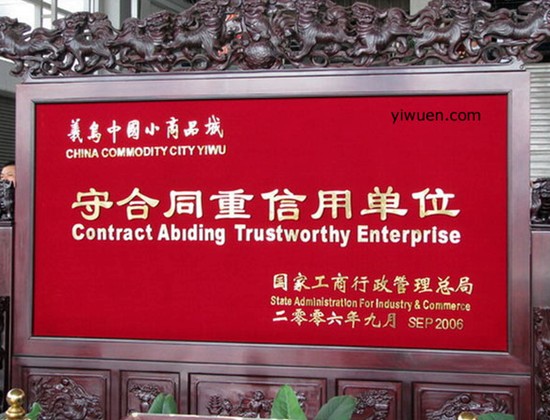 yiwuen.com
義烏中國小商品城
CHINA COMMODITY CITY YIWU
守合同重信用单位
Contract Abiding Trustworthy Enterprise
国家工商行政管理总局
State Administration For Industry & Commerce
二零零六年九月 SEP 2006